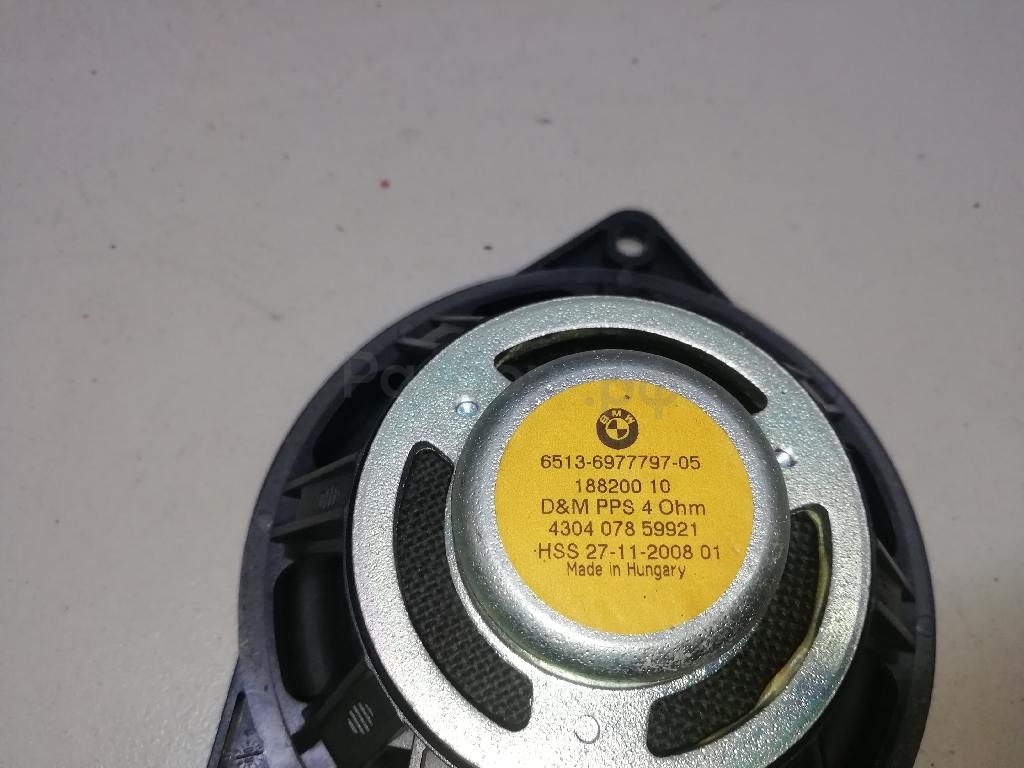 BMW
6513-6977797-05
188200 10
D&M PPS 4 Ohm
4304 078 59921
HSS 27-11-2008 01
Made in Hungary